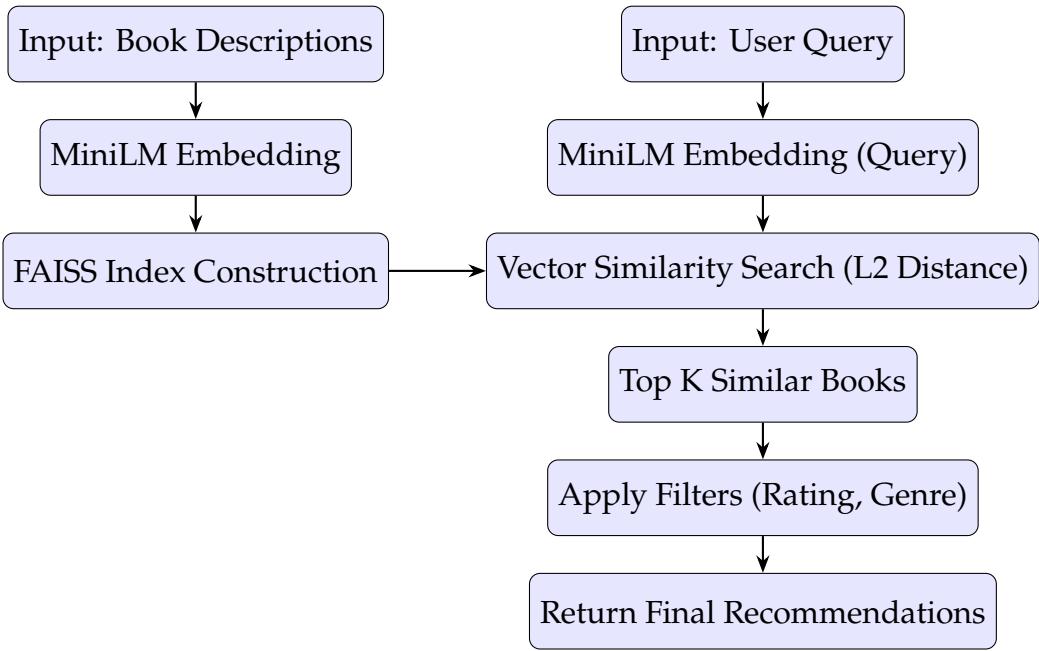 Input: Book Descriptions
MiniLM Embedding
FAISS Index Construction
Input: User Query
MiniLM Embedding (Query)
Vector Similarity Search (L2 Distance)
Top K Similar Books
Apply Filters (Rating, Genre)
Return Final Recommendations